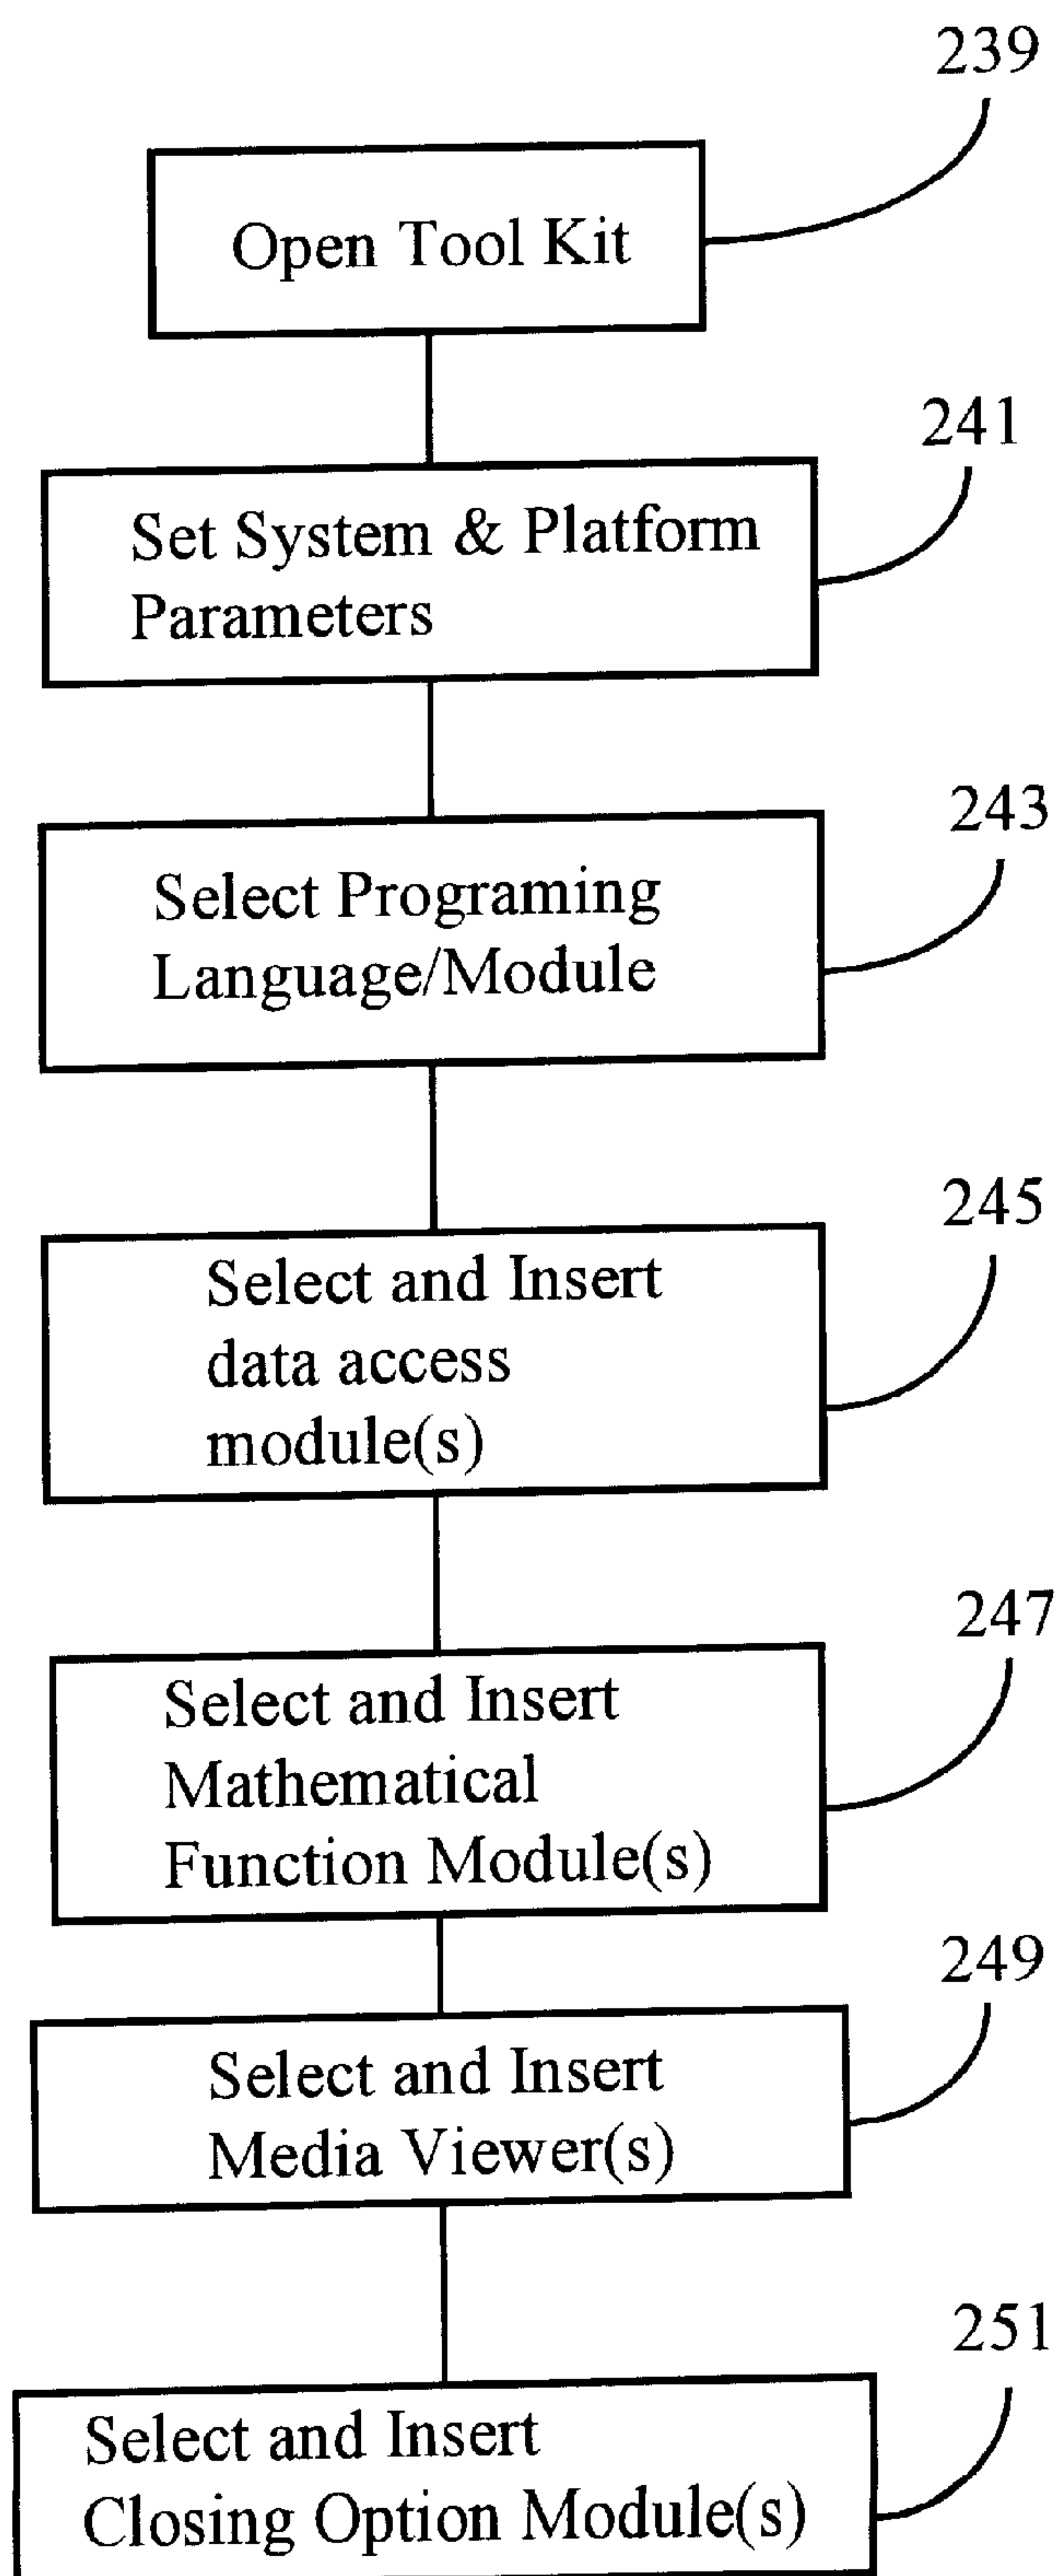 239
Open Tool Kit
241
Set System & Platform
Parameters
243
Select Programing
Language/Module
245
Select and Insert
data access
module(s)
247
Select and Insert
Mathematical
Function Module(s)
249
Select and Insert
Media Viewer(s)
251
Select and Insert
Closing Option Module(s)